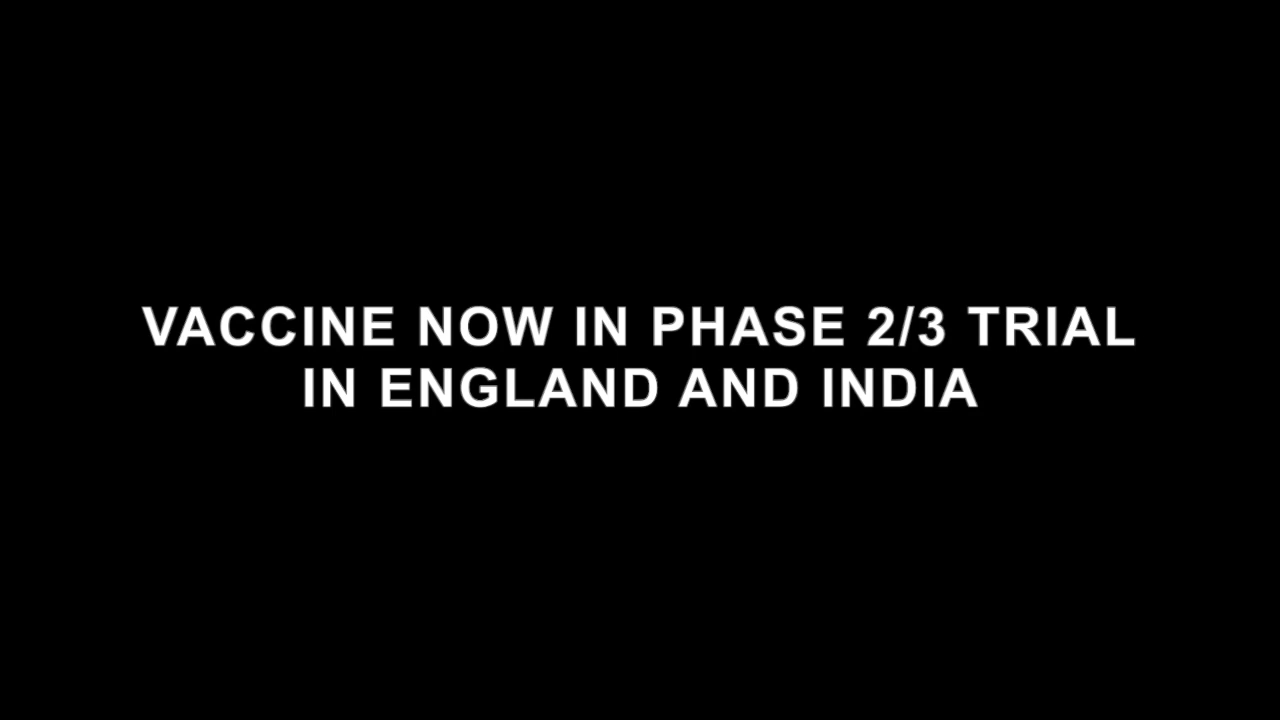 VACCINE NOW IN PHASE 2/3 TRIAL
IN ENGLAND AND INDIA